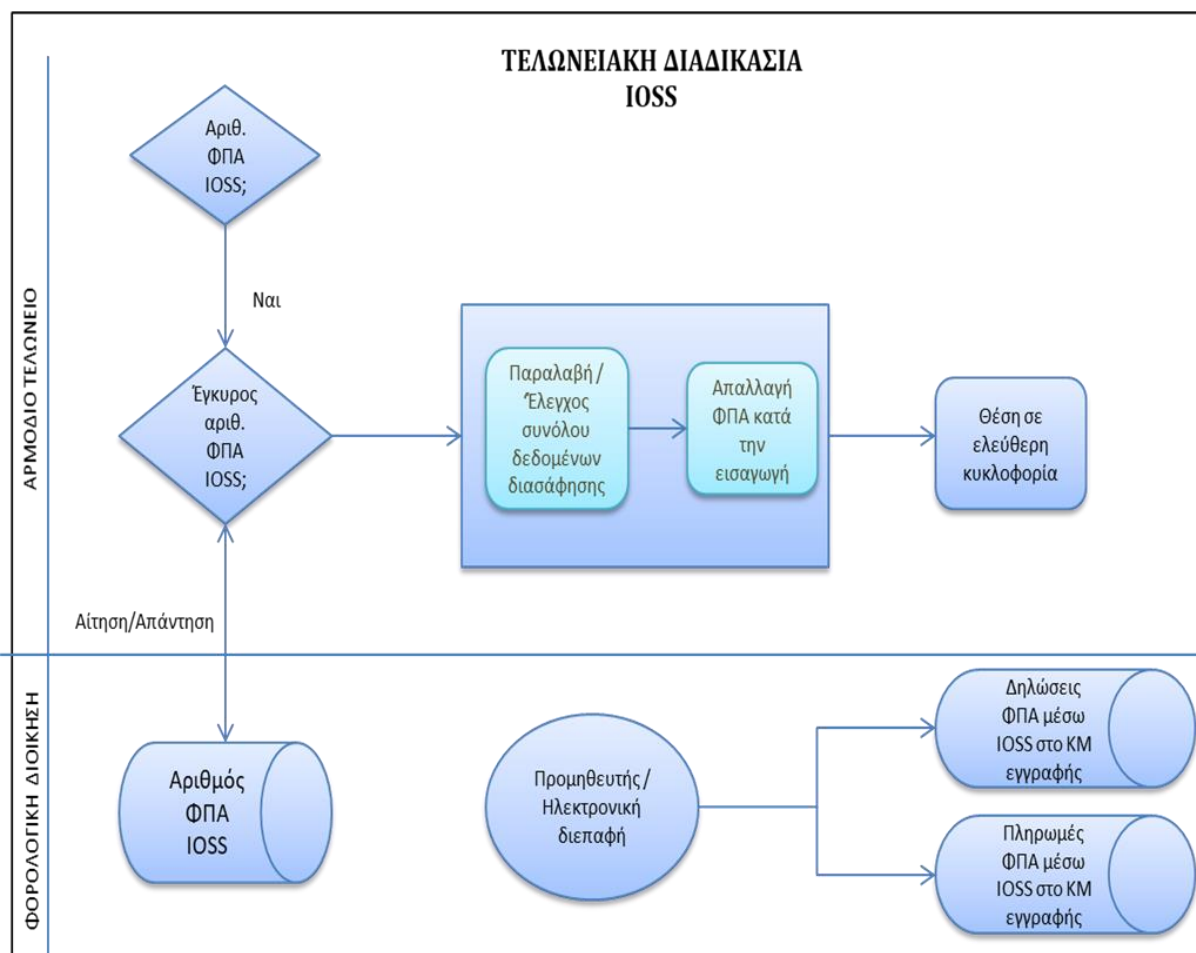 ΤΕΛΩΝΕΙΑΚΗ ΔΙΑΔΙΚΑΣΙΑ
IOSS
ΑΡΜΟΔΙΟ ΤΕΛΩΝΕΙΟ
Αριθ.
ΦΠΑ
IOSS;
Ναι
Έγκυρος
αριθ.
ΦΠΑ
IOSS;
Παραλαβή /
Έλεγχος
συνόλου
δεδομένων
διασάφησης
Απαλλαγή
ΦΠΑ κατά
την
εισαγωγή
Θέση σε
ελεύθερη
κυκλοφορία
Αίτηση/Απάντηση
ΦΟΡΟΛΟΓΙΚΗ ΔΙΟΙΚΗΣΗ
Αριθμός
ΦΠΑ
IOSS
Προμηθευτής /
Ηλεκτρονική
διεπαφή
Δηλώσεις
ΦΠΑ μέσω
IOSS στο ΚΜ
εγγραφής
Πληρωμές
ΦΠΑ μέσω
IOSS στο ΚΜ
εγγραφής